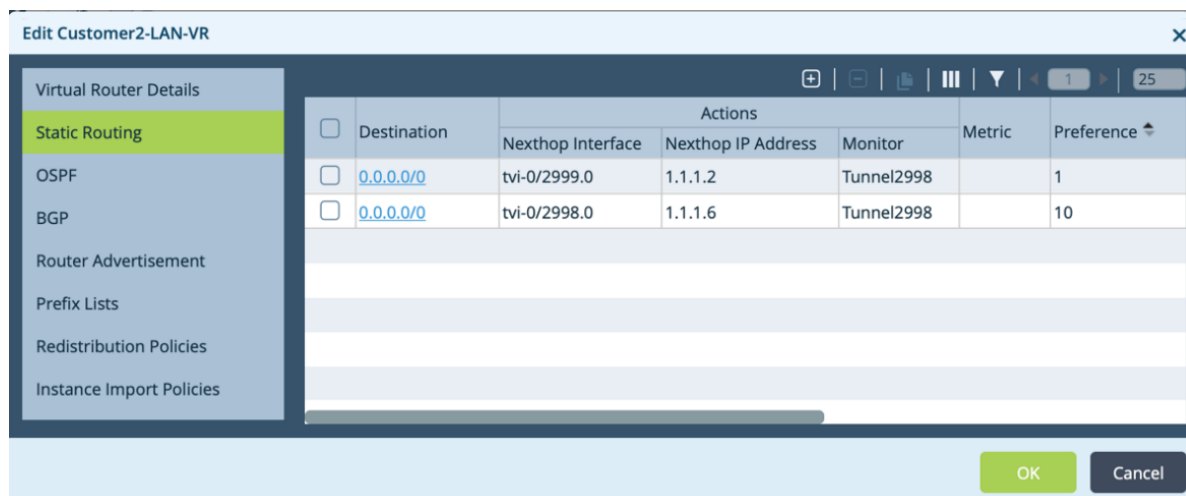 Edit Customer2-LAN-VR
Virtual Router Details
Static Routing
OSPF
BGP
Router Advertisement
Prefix Lists
Redistribution Policies
Instance Import Policies
1 25
Actions
Destination Nexthop Interface Nexthop IP Address Monitor Metric Preference
0.0.0.0/0 tvi-0/2999.0 1.1.1.2 Tunnel2998 1
0.0.0.0/0 tvi-0/2998.0 1.1.1.6 Tunnel2998 10
OK Cancel